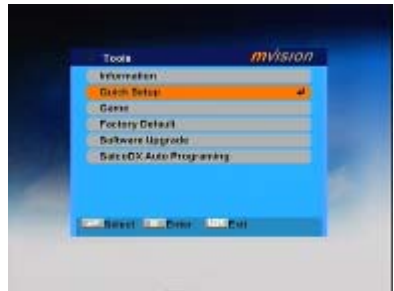 Tools mvision
Information
Quick Setup
Game
Factory Default
Software Upgrade
SatcoDX Auto Programing
Select Enter Exit